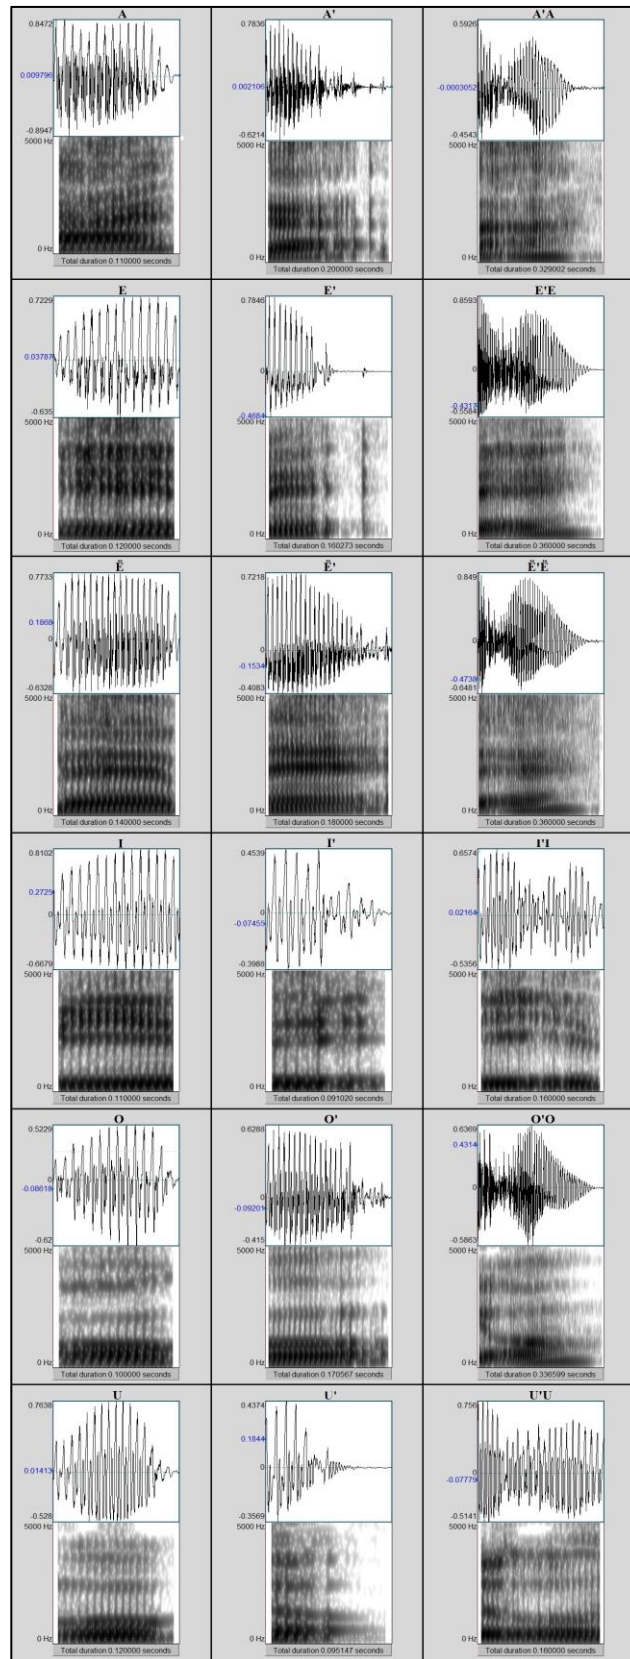 A
0.8472
0.009796
-0.8947
5000 Hz
0 Hz
Total duration 0.110000 seconds
A'
0.7836
0.002106
-0.6214
5000 Hz
0 Hz
Total duration 0.200000 seconds
A'A
0.5926
-0.0003052
-0.4543
5000 Hz
0 Hz
Total duration 0.329002 seconds
E
0.7229
0.03787
-0.635
5000 Hz
0 Hz
Total duration 0.120000 seconds
E'
0.7846
0
-0.4684
5000 Hz
0 Hz
Total duration 0.160273 seconds
E'E
0.8593
0
-0.4317
-0.5584
5000 Hz
0 Hz
Total duration 0.360000 seconds
Ë
0.7733
0.1868
0
-0.6328
5000 Hz
0 Hz
Total duration 0.140000 seconds
Ë'
0.7218
0
-0.1534
-0.4083
5000 Hz
0 Hz
Total duration 0.180000 seconds
Ë'Ë
0.849
0
-0.4738
-0.6481
5000 Hz
0 Hz
Total duration 0.360000 seconds
I
0.8102
0.2725
0
-0.6679
5000 Hz
0 Hz
Total duration 0.110000 seconds
I'
0.4539
0
-0.07455
-0.3988
5000 Hz
0 Hz
Total duration 0.091020 seconds
I'I
0.6574
0.02164
-0.5356
5000 Hz
0 Hz
Total duration 0.160000 seconds
O
0.5229
0
-0.08618
-0.62
5000 Hz
0 Hz
Total duration 0.100000 seconds
O'
0.6288
0
-0.09201
-0.415
5000 Hz
0 Hz
Total duration 0.170567 seconds
O'O
0.6369
0.4314
0
-0.5863
5000 Hz
0 Hz
Total duration 0.336599 seconds
U
0.7638
0.01413
-0.528
5000 Hz
0 Hz
Total duration 0.120000 seconds
U'
0.4374
0.1844
0
-0.3569
5000 Hz
0 Hz
Total duration 0.095147 seconds
U'U
0.756
0
-0.07779
-0.5141
5000 Hz
0 Hz
Total duration 0.160000 seconds